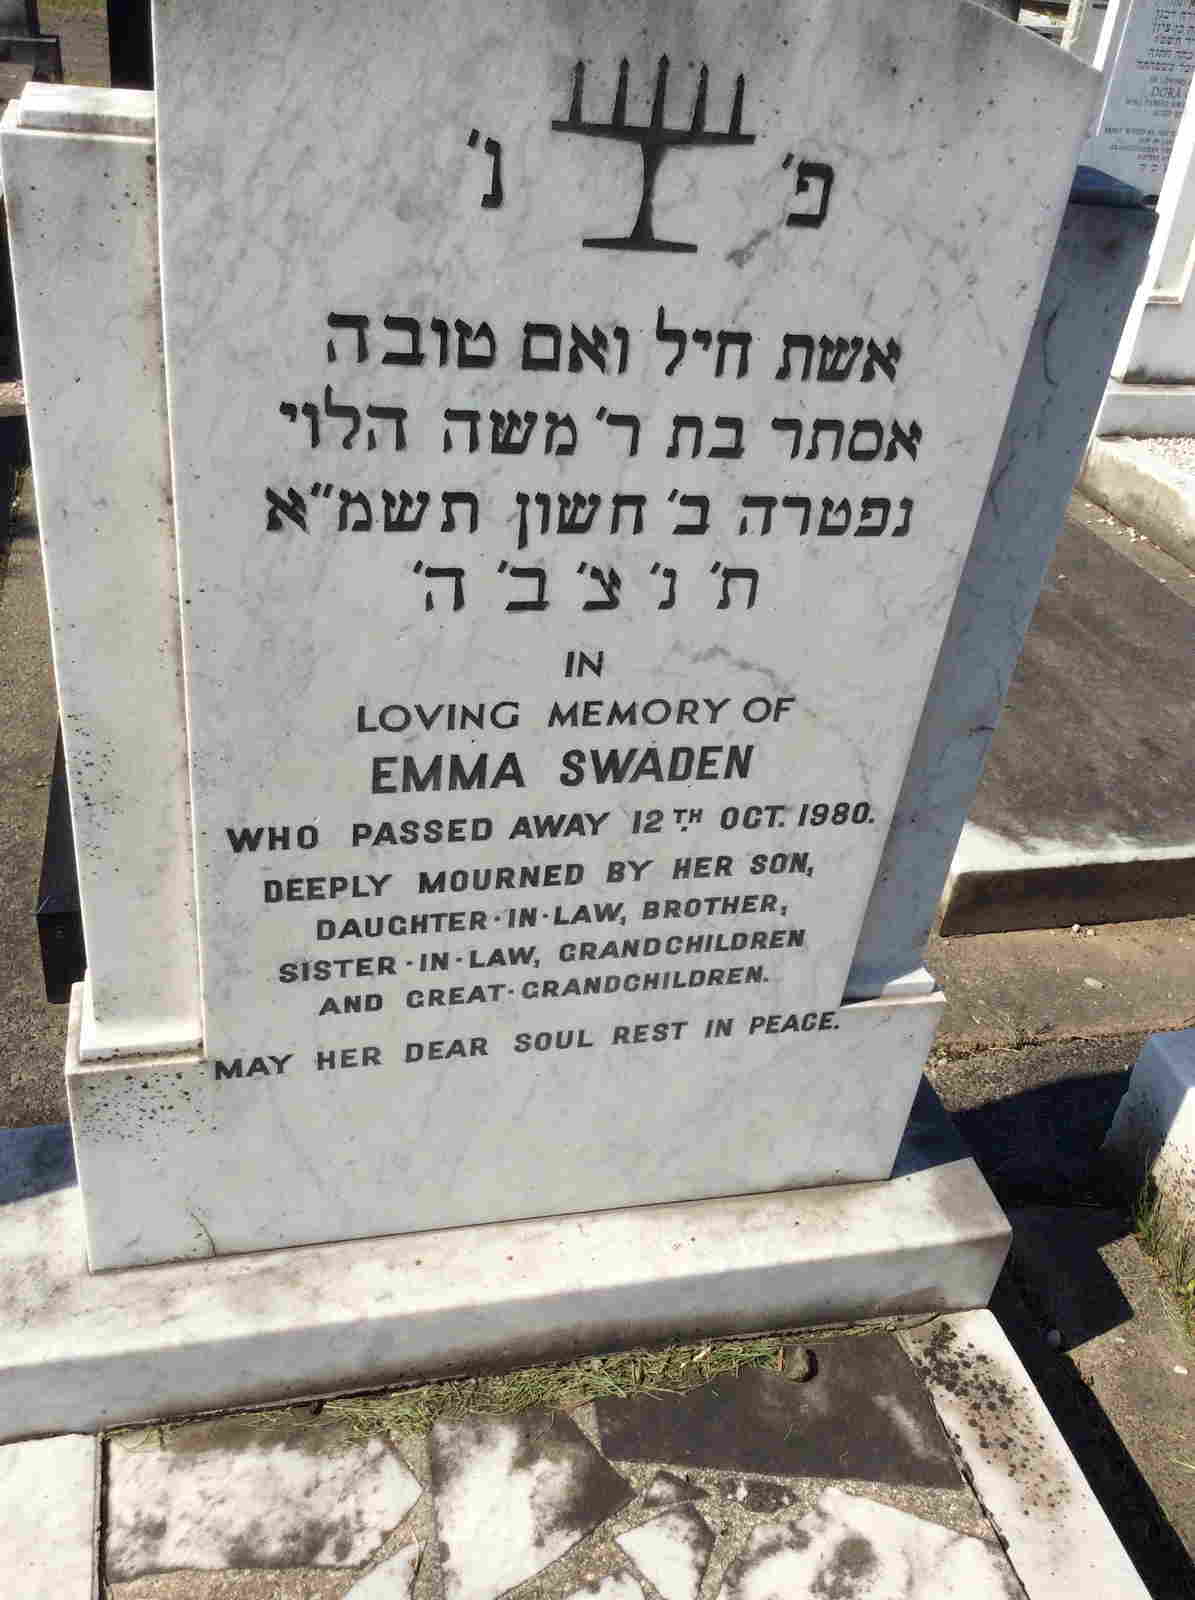 פ׳ נ׳
אשת חיל ואם טובה
אסתר בת ר׳ משה הלוי
נפטרה ב׳ חשון תשמ״א
ת׳ נ׳ צ׳ ב׳ ה׳
IN
LOVING MEMORY OF
EMMA SWADEN
WHO PASSED AWAY 12TH OCT. 1980.
DEEPLY MOURNED BY HER SON,
DAUGHTER-IN-LAW, BROTHER,
SISTER-IN-LAW, GRANDCHILDREN
AND GREAT-GRANDCHILDREN.
MAY HER DEAR SOUL REST IN PEACE.
DORA